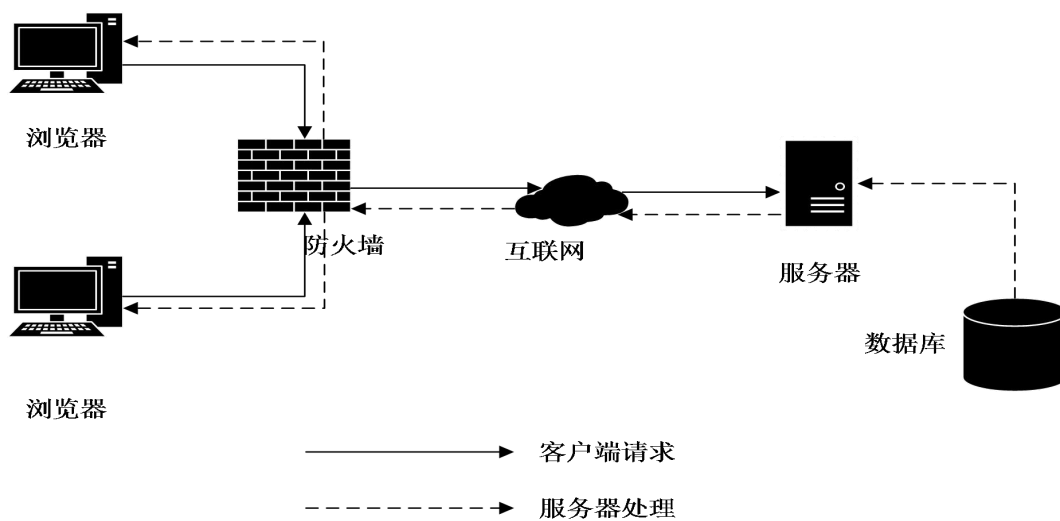 浏览器
防火墙
互联网
服务器
数据库
浏览器
客户端请求
服务器处理